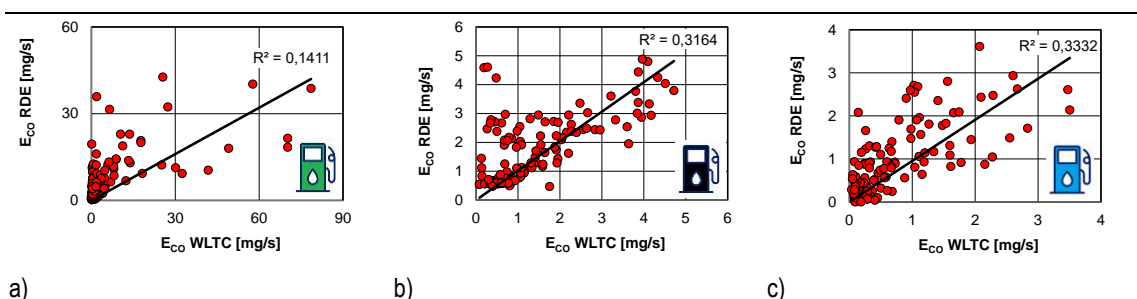 60
30
0
0 30 60 90
E_CO RDE [mg/s]
E_CO WLTC [mg/s]
R² = 0,1411
a)
6
5
4
3
2
1
0
0 1 2 3 4 5 6
E_CO RDE [mg/s]
E_CO WLTC [mg/s]
R² = 0,3164
b)
4
3
2
1
0
0 1 2 3 4
E_CO RDE [mg/s]
E_CO WLTC [mg/s]
R² = 0,3332
c)